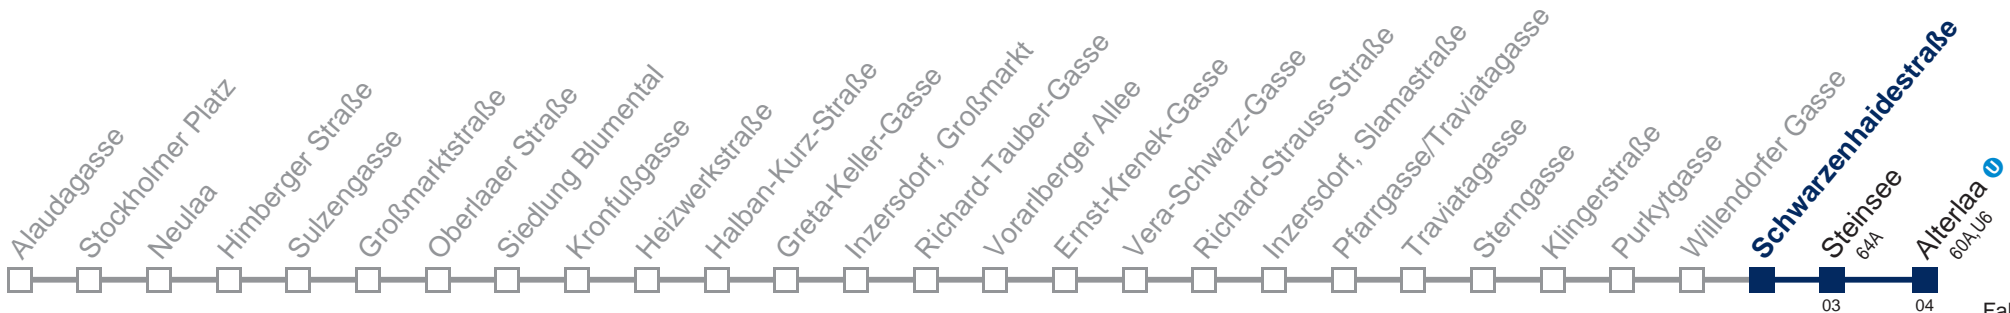 Alaudagasse
Stockholmer Platz
Neulaa
Himberger Straße
Sulzengasse
Großmarktstraße
Oberlaaer Straße
Siedlung Blumental
Kronfußgasse
Heizwerkstraße
Halban-Kurz-Straße
Greta-Keller-Gasse
Inzersdorf, Großmarkt
Richard-Tauber-Gasse
Vorarlberger Allee
Ernst-Krenek-Gasse
Vera-Schwarz-Gasse
Richard-Strauss-Straße
Inzersdorf, Slamastraße
Pfarrgasse/Traviatagasse
Traviatagasse
Sterngasse
Klingerstraße
Purkytgasse
Willendorfer Gasse
Schwarzenhaidestraße
Steinsee
64A
Alterlaa U
60A,U6
03
04